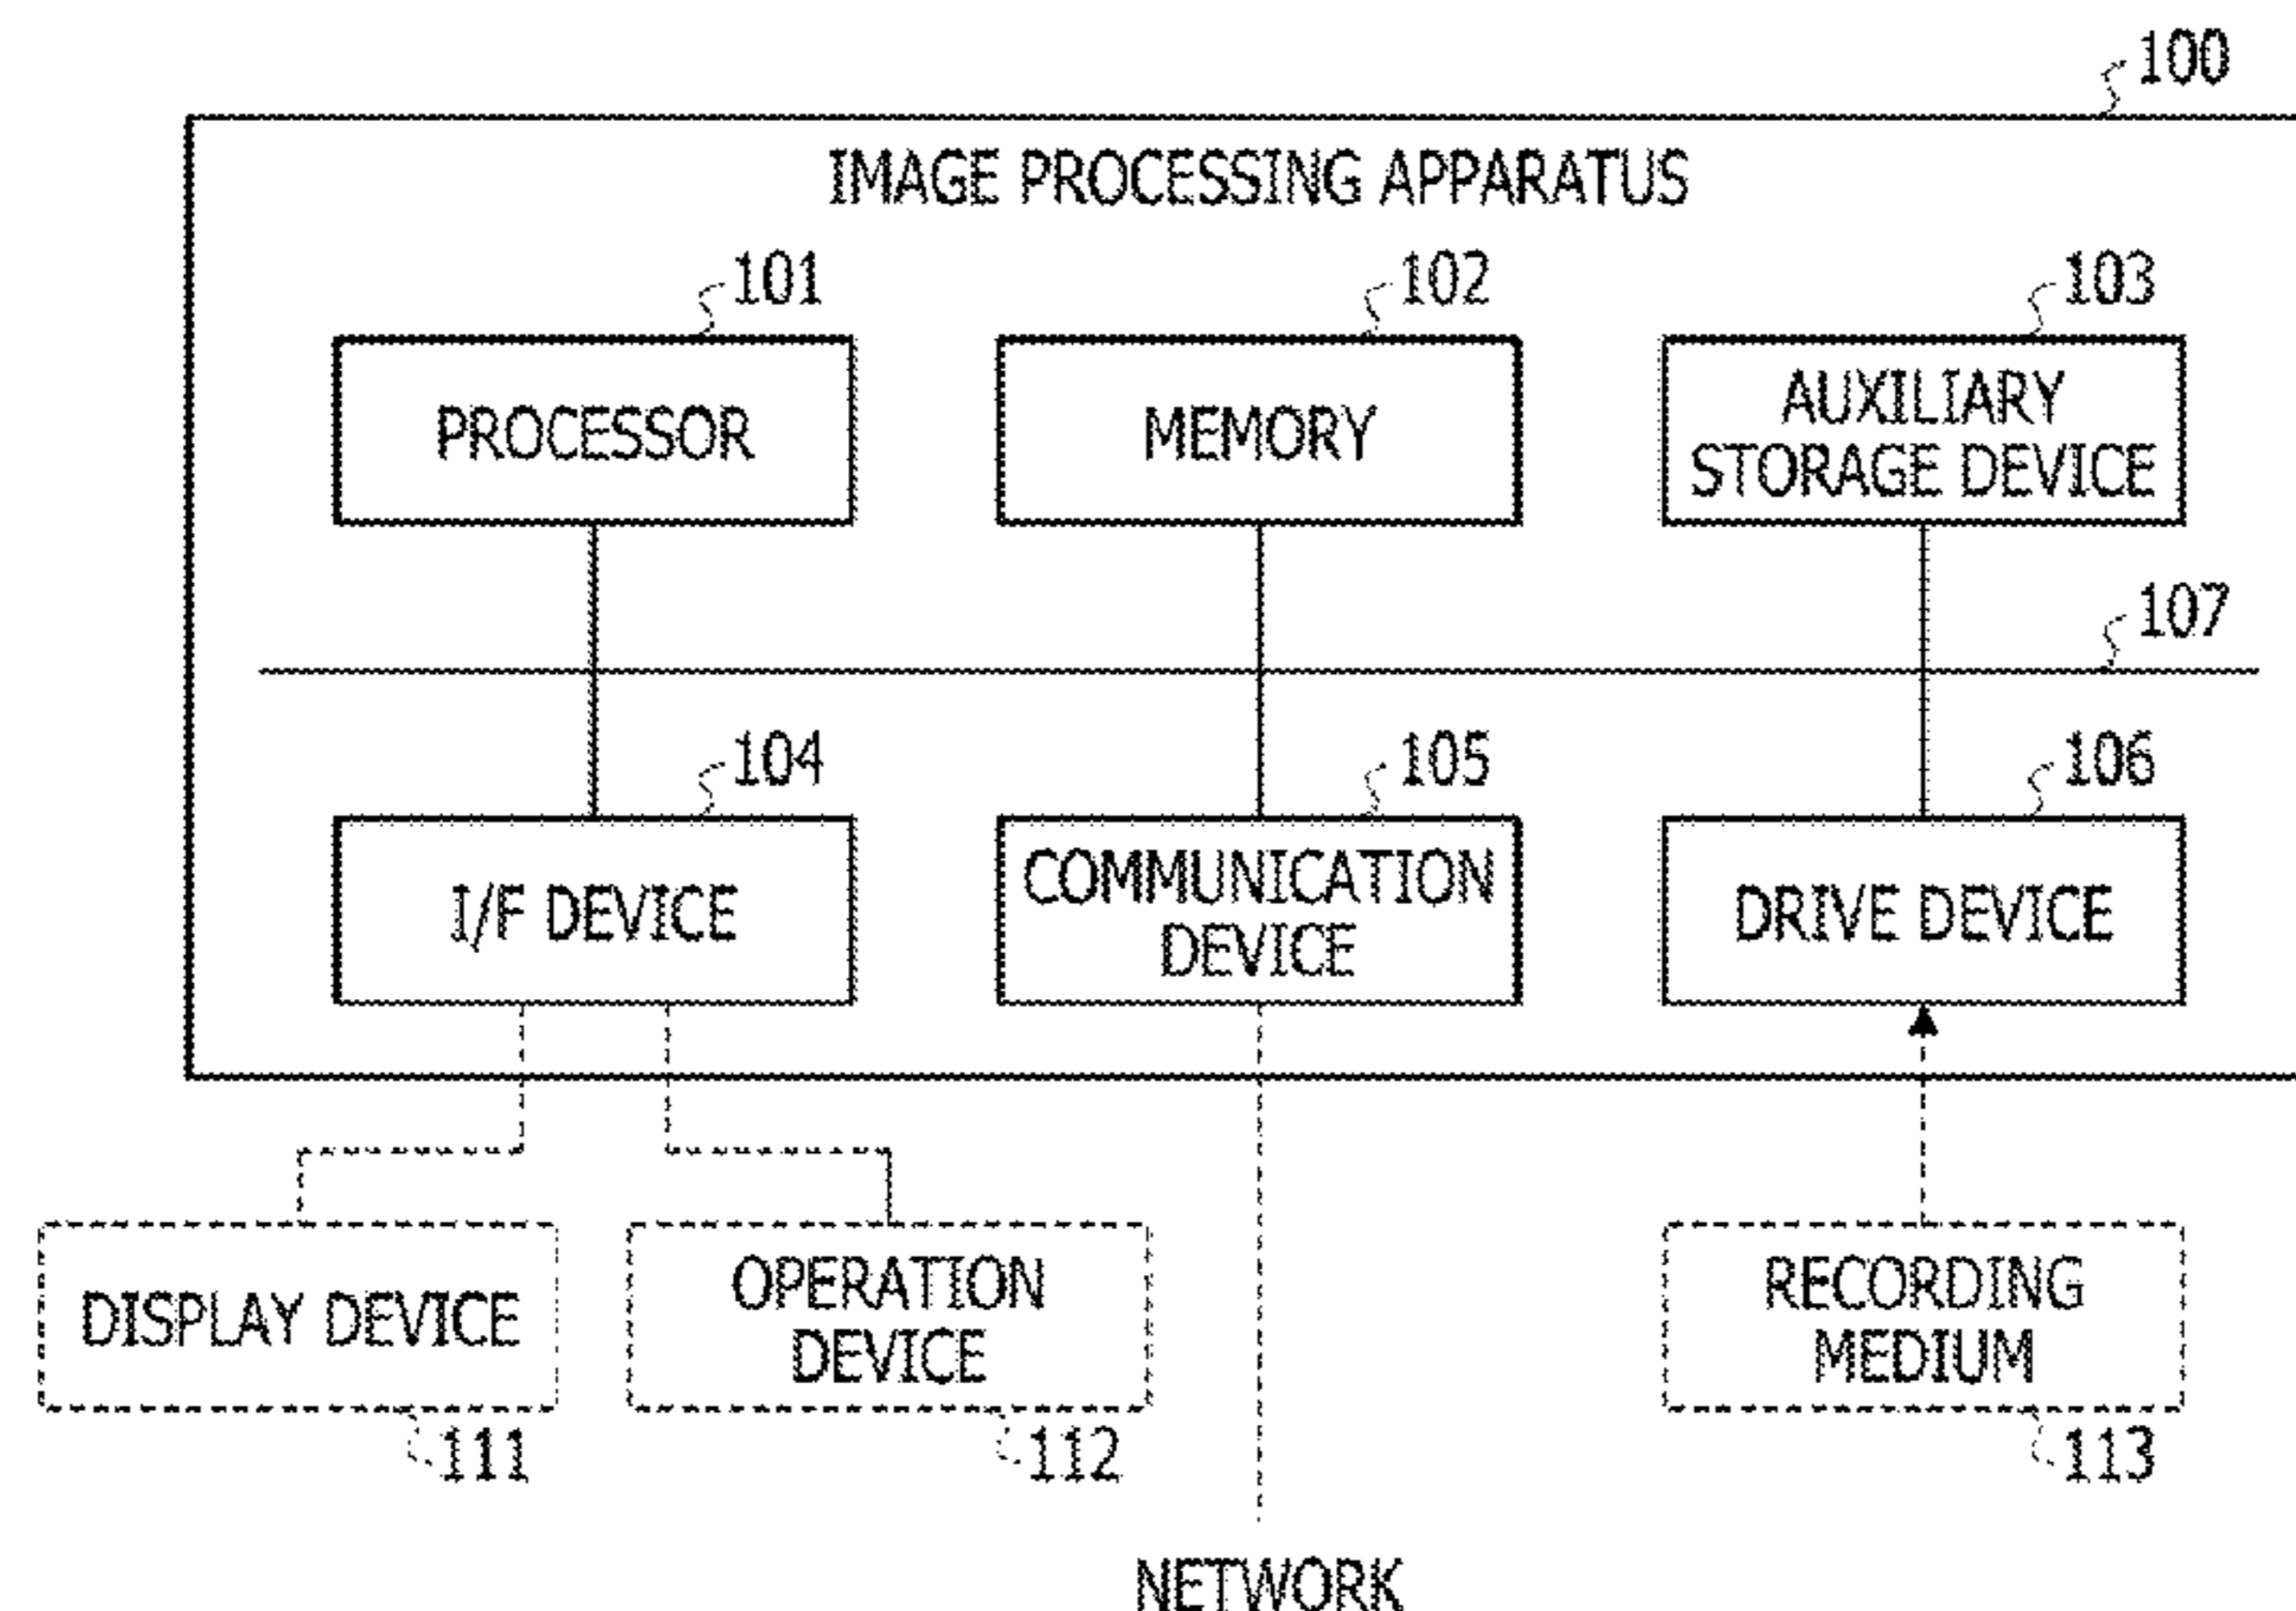 100
IMAGE PROCESSING APPARATUS
101
102
103
PROCESSOR
MEMORY
AUXILIARY
STORAGE DEVICE
107
104
105
106
I/F DEVICE
COMMUNICATION
DEVICE
DRIVE DEVICE
DISPLAY DEVICE
OPERATION
DEVICE
RECORDING
MEDIUM
111
112
113
NETWORK